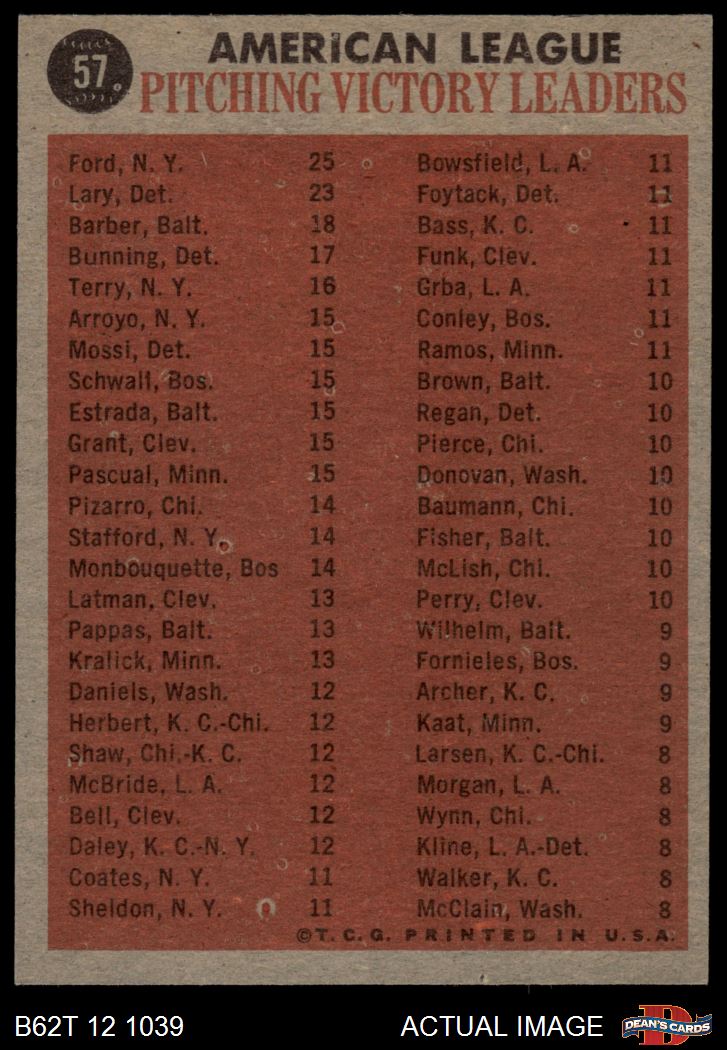 57
AMERICAN LEAGUE
PITCHING VICTORY LEADERS
Ford, N. Y. 25
Lary, Det. 23
Barber, Balt. 18
Bunning, Det. 17
Terry, N. Y. 16
Arroyo, N. Y. 15
Mossi, Det. 15
Schwall, Bos. 15
Estrada, Balt. 15
Grant, Clev. 15
Pascual, Minn. 15
Pizarro, Chi. 14
Stafford, N. Y. 14
Monbouquette, Bos 14
Latman, Clev. 13
Pappas, Balt. 13
Kralick, Minn. 13
Daniels, Wash. 12
Herbert, K. C.-Chi. 12
Shaw, Chi.-K. C. 12
McBride, L. A. 12
Bell, Clev. 12
Daley, K. C.-N. Y. 12
Coates, N. Y. 11
Sheldon, N. Y. 11
Bowsfield, L. A. 11
Foytack, Det. 11
Bass, K. C. 11
Funk, Clev. 11
Grba, L. A. 11
Conley, Bos. 11
Ramos, Minn. 11
Brown, Balt. 10
Regan, Det. 10
Pierce, Chi. 10
Donovan, Wash. 10
Baumann, Chi. 10
Fisher, Balt. 10
McLish, Chi. 10
Perry, Clev. 10
Wilhelm, Balt. 9
Fornieles, Bos. 9
Archer, K. C. 9
Kaat, Minn. 9
Larsen, K. C.-Chi. 8
Morgan, L. A. 8
Wynn, Chi. 8
Kline, L. A.-Det. 8
Walker, K. C. 8
McClain, Wash. 8
©T. C. G. PRINTED IN U.S.A.
B62T 12 1039
ACTUAL IMAGE
D
DEAN'S CARDS